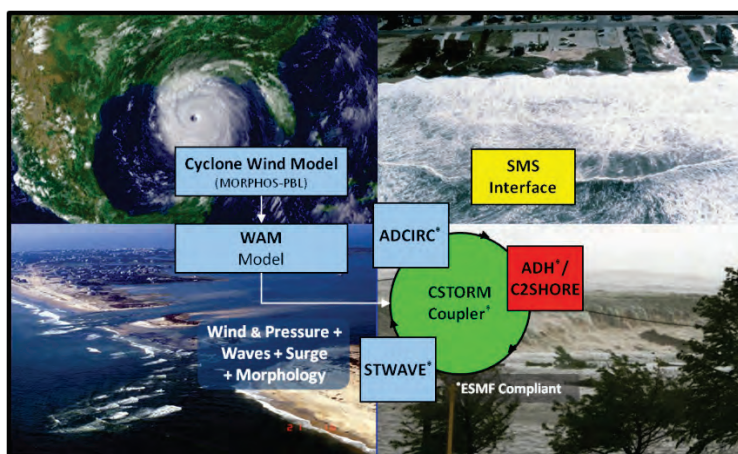 Cyclone Wind Model
(MORPHOS-PBL)
SMS
Interface
WAM
Model
ADCIRC*
ADH*/
C2SHORE
CSTORM
Coupler*
Wind & Pressure +
Waves + Surge
+ Morphology
STWAVE*
*ESMF Compliant